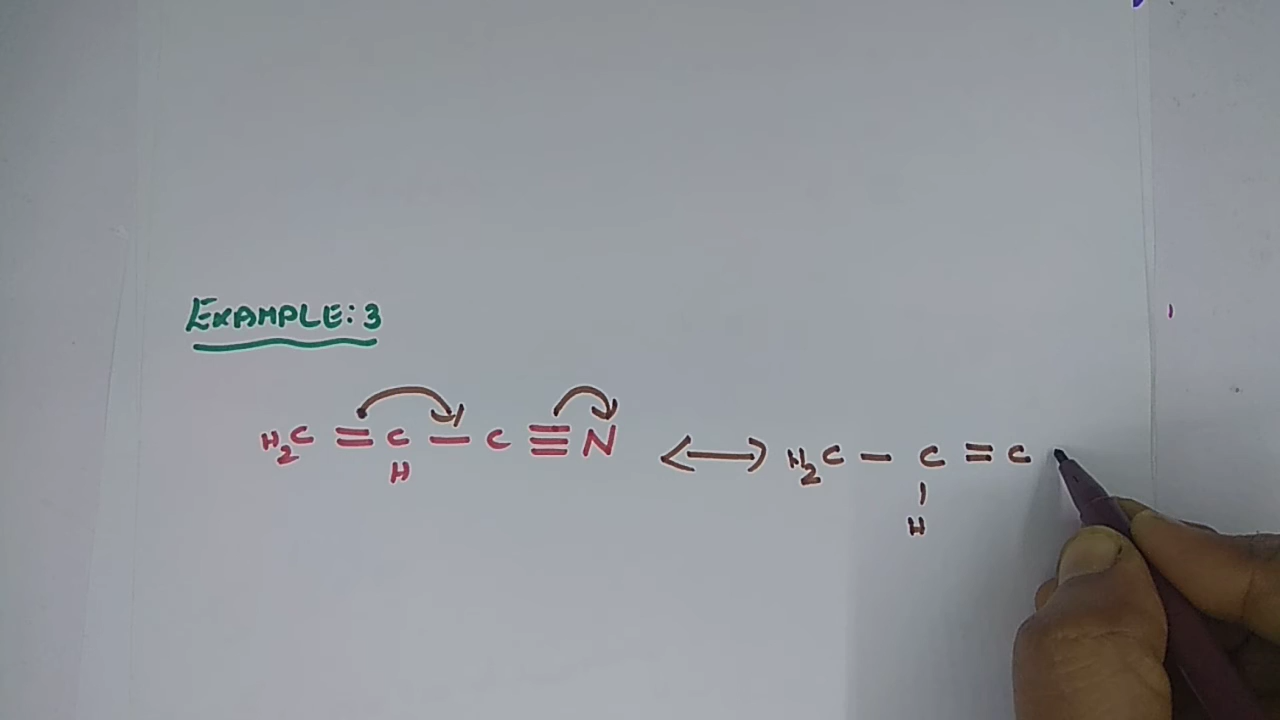 EXAMPLE: 3
H₂C = C — C ≡ N ⟷ H₂C — C = C
H
H